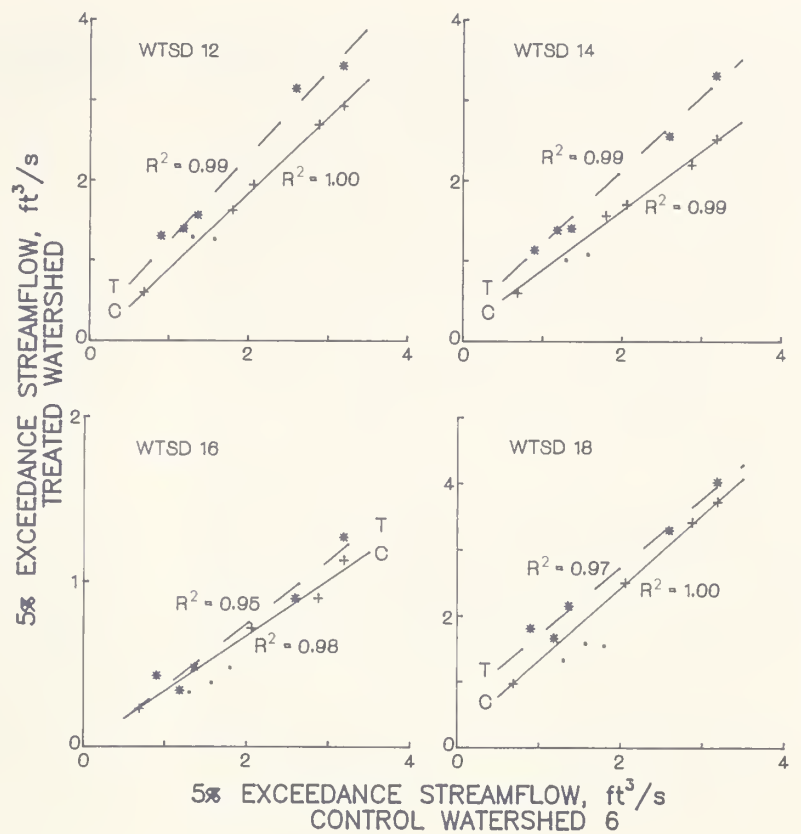 4
WTSD 12
2
R² = 0.99
R² = 1.00
T
C
0
0
2
4
4
WTSD 14
2
R² = 0.99
R² = 0.99
T
C
0
0
2
4
2
WTSD 16
1
T
C
R² = 0.95
R² = 0.98
0
0
2
4
WTSD 18
4
2
R² = 0.97
R² = 1.00
T
C
0
0
2
4
5% EXCEEDANCE STREAMFLOW, ft³/s
TREATED WATERSHED
5% EXCEEDANCE STREAMFLOW, ft³/s
CONTROL WATERSHED 6